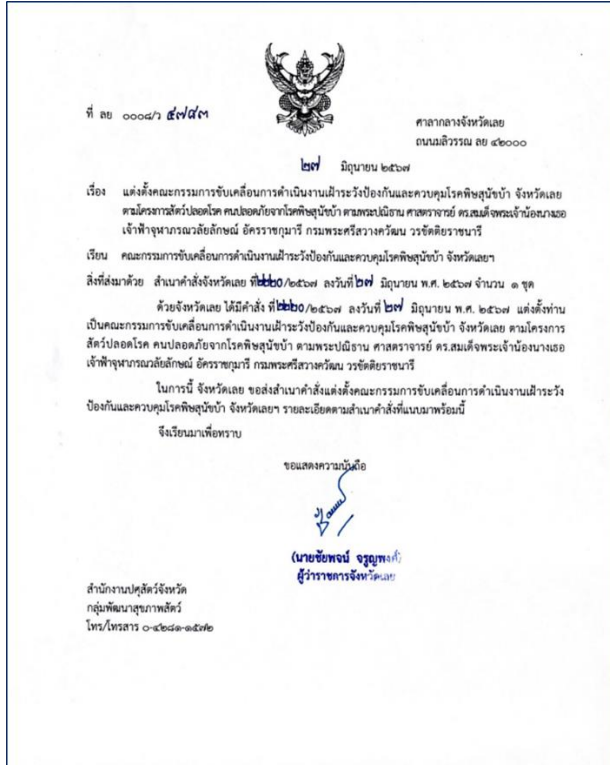 ที่ ลย ๐๐๐๘/ว ๕๗๘๓
ศาลากลางจังหวัดเลย
ถนนมลิวรรณ ลย ๔๒๐๐๐
๒๗ มิถุนายน ๒๕๖๗
เรื่อง แต่งตั้งคณะกรรมการขับเคลื่อนการดำเนินงานเฝ้าระวังป้องกันและควบคุมโรคพิษสุนัขบ้า จังหวัดเลย
ตามโครงการสัตว์ปลอดโรค คนปลอดภัยจากโรคพิษสุนัขบ้า ตามพระปณิธาน ศาสตราจารย์ ดร.สมเด็จพระเจ้าน้องนางเธอ
เจ้าฟ้าจุฬาภรณวลัยลักษณ์ อัครราชกุมารี กรมพระศรีสวางควัฒน วรขัตติยราชนารี
เรียน คณะกรรมการขับเคลื่อนการดำเนินงานเฝ้าระวังป้องกันและควบคุมโรคพิษสุนัขบ้า จังหวัดเลยฯ
สิ่งที่ส่งมาด้วย สำเนาคำสั่งจังหวัดเลย ที่ /๒๕๖๗ ลงวันที่ ๒๗ มิถุนายน พ.ศ. ๒๕๖๗ จำนวน ๑ ชุด
ด้วยจังหวัดเลย ได้มีคำสั่ง ที่ /๒๕๖๗ ลงวันที่ ๒๗ มิถุนายน พ.ศ. ๒๕๖๗ แต่งตั้งท่าน
เป็นคณะกรรมการขับเคลื่อนการดำเนินงานเฝ้าระวังป้องกันและควบคุมโรคพิษสุนัขบ้า จังหวัดเลย ตามโครงการ
สัตว์ปลอดโรค คนปลอดภัยจากโรคพิษสุนัขบ้า ตามพระปณิธาน ศาสตราจารย์ ดร.สมเด็จพระเจ้าน้องนางเธอ
เจ้าฟ้าจุฬาภรณวลัยลักษณ์ อัครราชกุมารี กรมพระศรีสวางควัฒน วรขัตติยราชนารี
ในการนี้ จังหวัดเลย ขอส่งสำเนาคำสั่งแต่งตั้งคณะกรรมการขับเคลื่อนการดำเนินงานเฝ้าระวัง
ป้องกันและควบคุมโรคพิษสุนัขบ้า จังหวัดเลยฯ รายละเอียดตามสำเนาคำสั่งที่แนบมาพร้อมนี้
จึงเรียนมาเพื่อทราบ
ขอแสดงความนับถือ
(นายชัยพจน์ จรูญพงศ์)
ผู้ว่าราชการจังหวัดเลย
สำนักงานปศุสัตว์จังหวัด
กลุ่มพัฒนาสุขภาพสัตว์
โทร/โทรสาร ๐-๔๒๘๑-๑๕๗๒